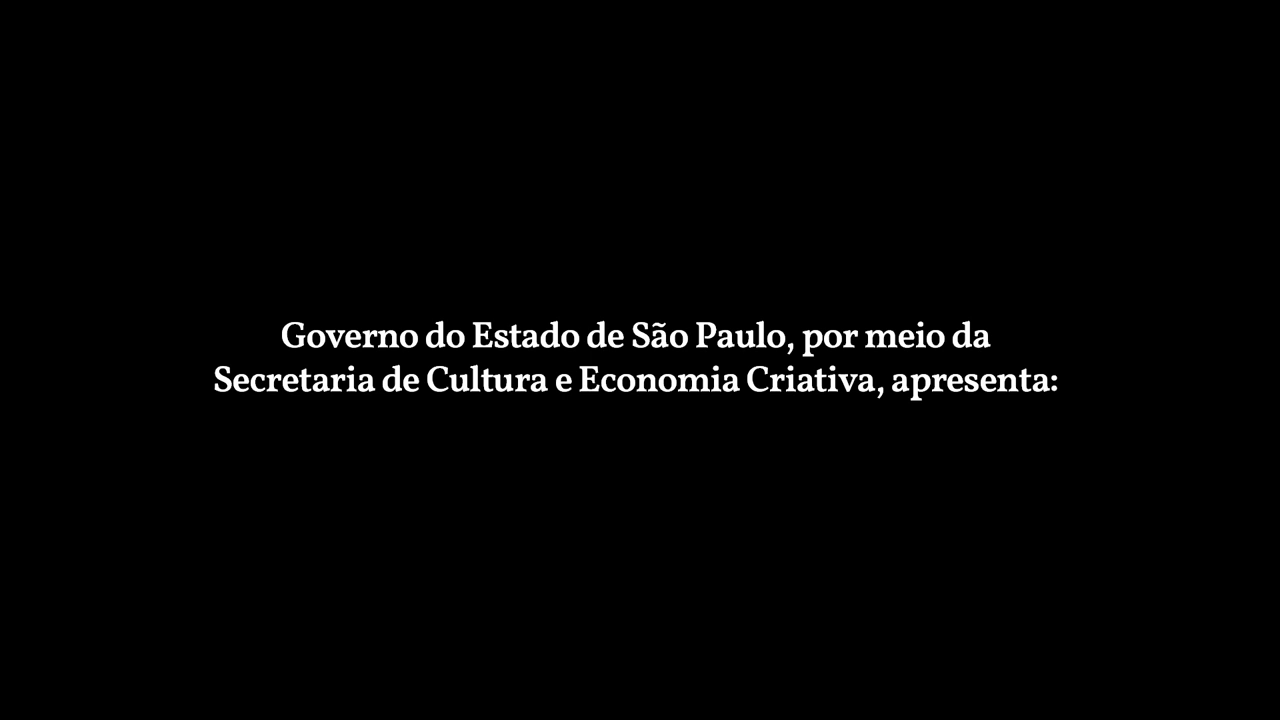 Governo do Estado de São Paulo, por meio da
Secretaria de Cultura e Economia Criativa, apresenta: